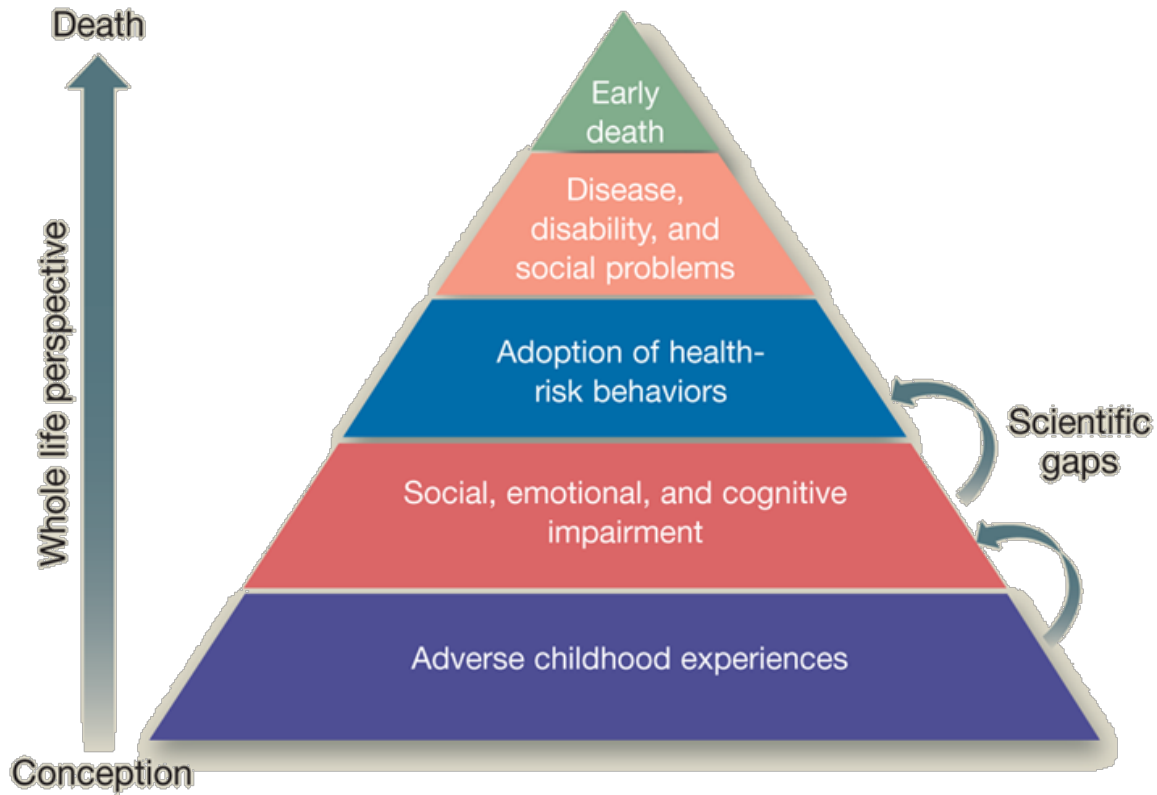 Death
Early
death
Disease,
disability, and
social problems
Whole life perspective
Adoption of health-
risk behaviors
Scientific
gaps
Social, emotional, and cognitive
impairment
Adverse childhood experiences
Conception